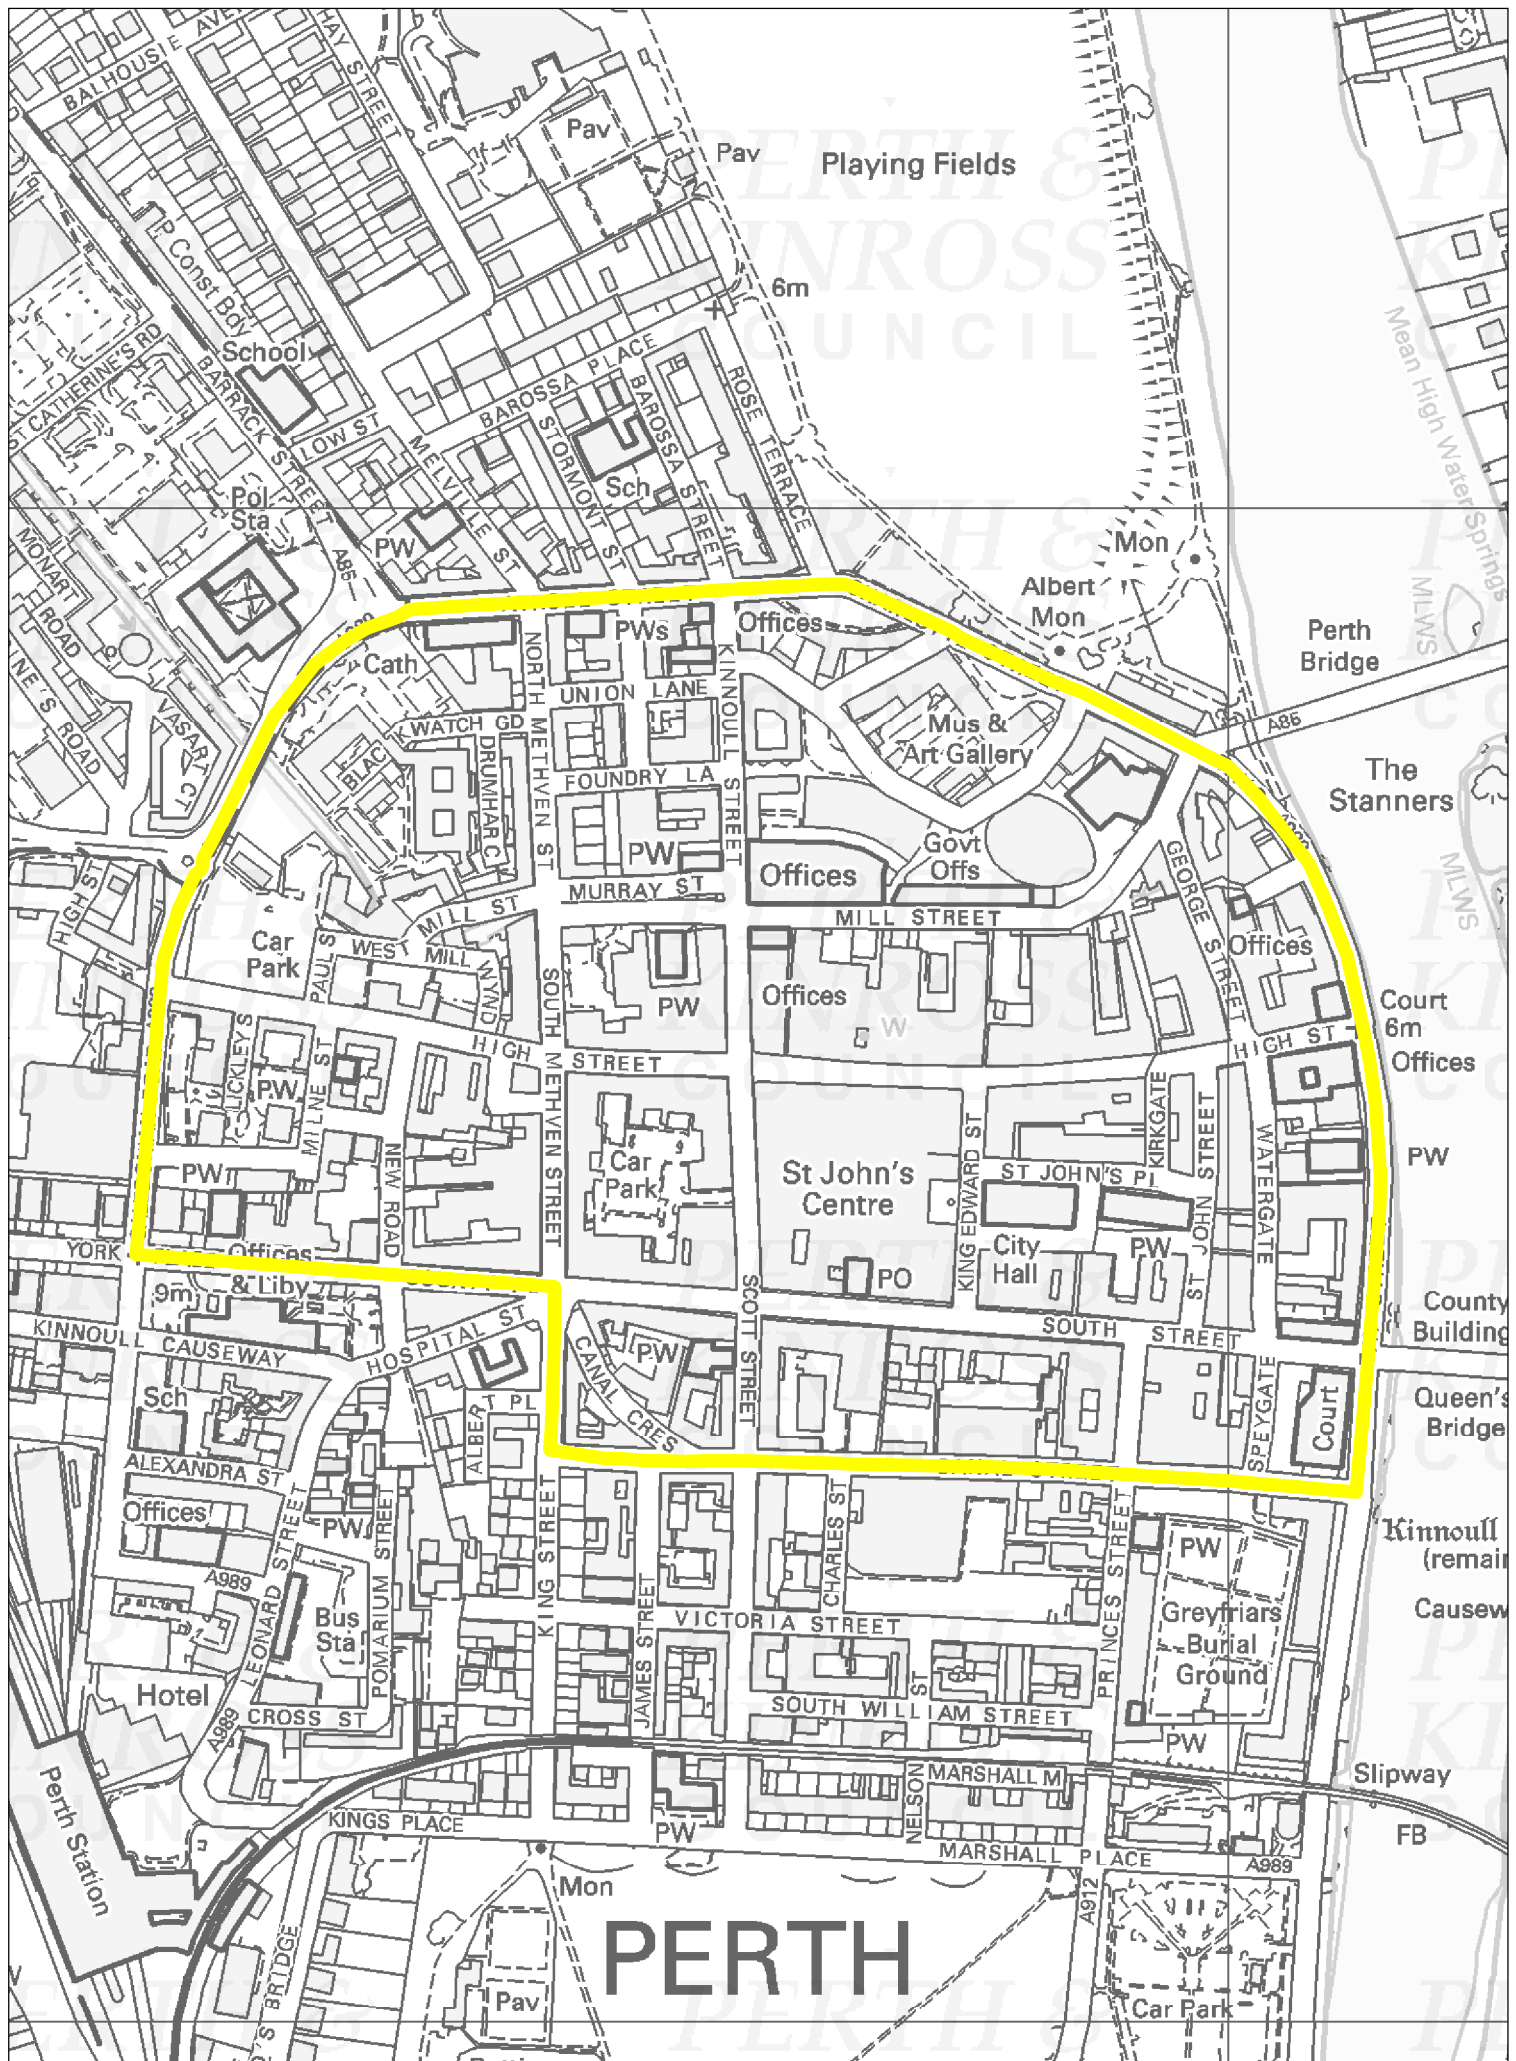 BALHOUSIE AVE
HAY STREET
Pav
Pav
Playing Fields
PERTH &
KINROSS
COUNCIL
P Const Bdy
6m
School
ST CATHERINE'S RD
BARRACK STREET
LOW ST
MELVILLE ST
BAROSSA PLACE
STORMONT ST
BAROSSA STREET
ROSE TERRACE
Sch
Mean High Water Springs
MLWS
Pol
Sta
PW
A85
MONART ROAD
Mon
Albert
Mon
Perth
Bridge
A85
Offices
PWs
Cath
NORTH METHVEN ST
UNION LANE
KINNOULL STREET
VASART CT
WATCH GD
BLACK
DRUMHAR C
FOUNDRY LA
Mus &
Art Gallery
The
Stanners
MLWS
PW
MURRAY ST
Offices
Govt
Offs
MILL STREET
GEORGE STREET
Offices
HIGH S
Car
Park
MILL ST
WEST MILL WYND
PAUL S
SOUTH METHVEN STREET
PW
Offices
W
Court
6m
Offices
HIGH STREET
HIGH ST
LICKLEY S
PW
MILNE ST
NEW ROAD
PW
Car
Park
St John's
Centre
KING EDWARD ST
ST JOHN'S PL
KIRKGATE
ST JOHN STREET
WATERGATE
PW
City
Hall
PW
PO
YORK
Offices
& Liby
9m
KINNOULL CAUSEWAY
HOSPITAL ST
CANAL CRES
PW
SCOTT STREET
SOUTH STREET
County
Building
SPEYGATE
Court
Queen's
Bridge
Sch
ALBERT PL
ALEXANDRA ST
Offices
PW
LEONARD STREET
A989
POMARIUM STREET
KING STREET
JAMES STREET
CHARLES ST
PRINCES STREET
PW
Kinnoull
(remain
Causew
Bus
Sta
VICTORIA STREET
Greyfriars
Burial
Ground
Hotel
CROSS ST
A989
SOUTH WILLIAM STREET
ST
PW
Perth Station
KINGS PLACE
PW
NELSON
MARSHALL M
MARSHALL PLACE
A989
Slipway
FB
Mon
A912
PERTH
'S BRIDGE
Pav
Car Park